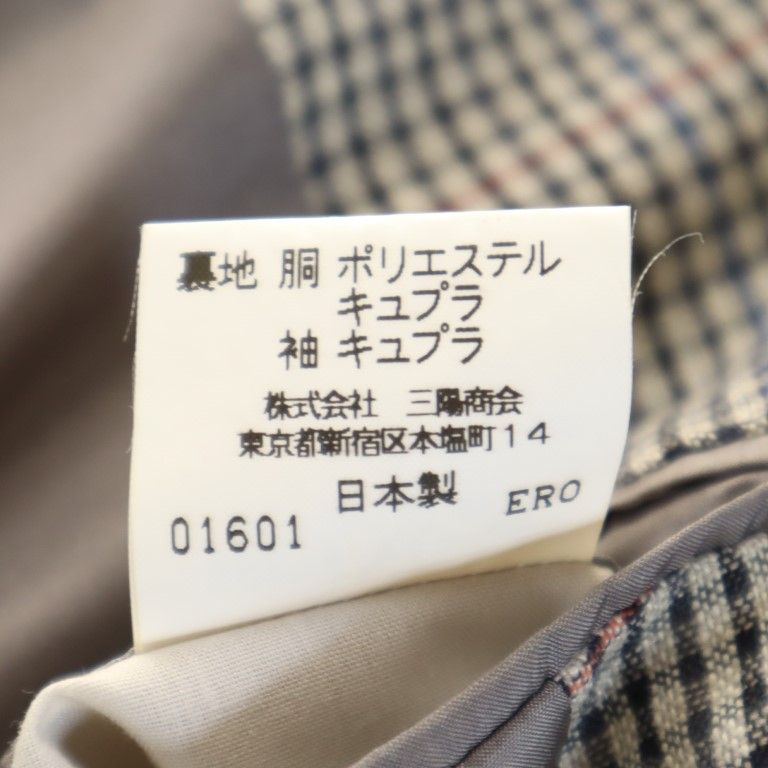 裏地 胴 ポリエステル
キュプラ
袖 キュプラ
株式会社 三陽商会
東京都新宿区本塩町14
日本製
01601 ERO